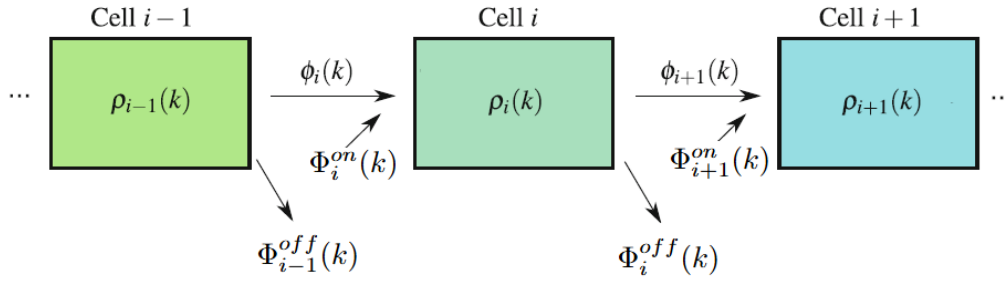 Cell i − 1 Cell i Cell i + 1
ϕ_i(k) ϕ_{i+1}(k)
... ρ_{i−1}(k) ρ_i(k) ρ_{i+1}(k) ...
Φ_i^{on}(k) Φ_{i+1}^{on}(k)
Φ_{i−1}^{off}(k) Φ_i^{off}(k)